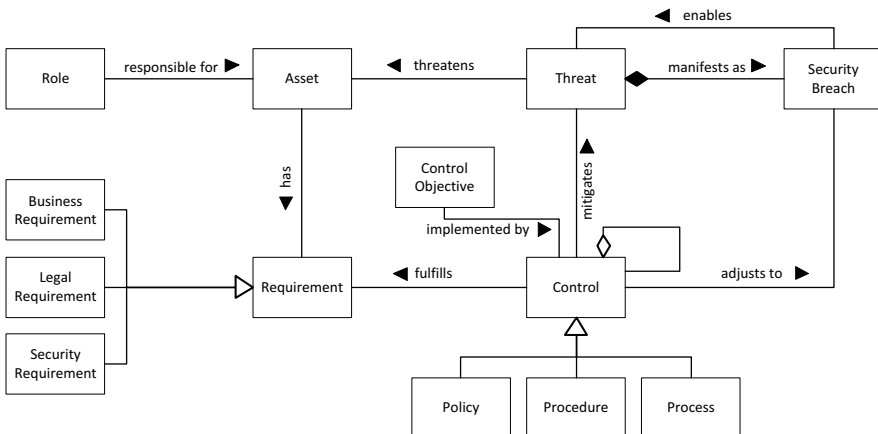 enables
Role
responsible for
Asset
threatens
Threat
manifests as
Security
Breach
has
Control
Objective
mitigates
Business
Requirement
implemented by
Legal
Requirement
Requirement
fulfills
Control
adjusts to
Security
Requirement
Policy
Procedure
Process